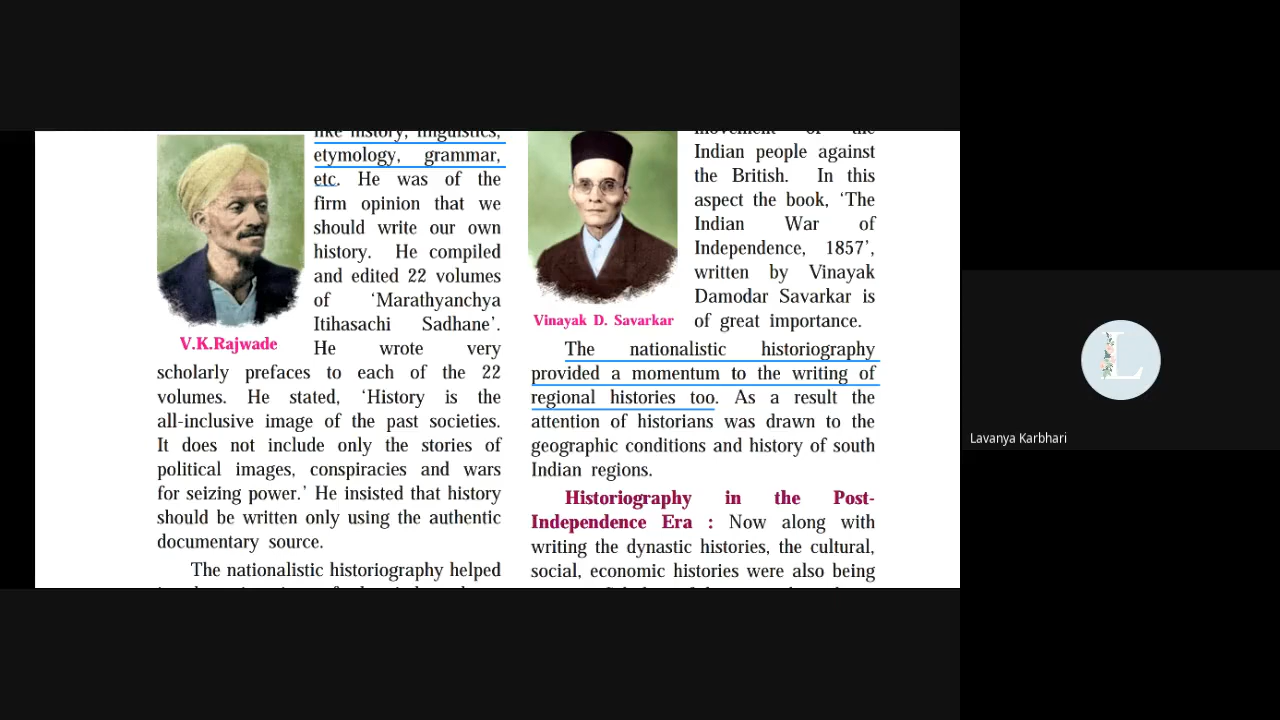 like history, linguistics,
etymology, grammar,
etc. He was of the
firm opinion that we
should write our own
history. He compiled
and edited 22 volumes
of ‘Marathyanchya
Itihasachi Sadhane’.
He wrote very
V.K.Rajwade
scholarly prefaces to each of the 22
volumes. He stated, ‘History is the
all-inclusive image of the past societies.
It does not include only the stories of
political images, conspiracies and wars
for seizing power.’ He insisted that history
should be written only using the authentic
documentary source.
The nationalistic historiography helped
movement of the
Indian people against
the British. In this
aspect the book, ‘The
Indian War of
Independence, 1857’,
written by Vinayak
Damodar Savarkar is
of great importance.
Vinayak D. Savarkar
The nationalistic historiography
provided a momentum to the writing of
regional histories too. As a result the
attention of historians was drawn to the
geographic conditions and history of south
Indian regions.
Historiography in the Post-
Independence Era : Now along with
writing the dynastic histories, the cultural,
social, economic histories were also being
L
Lavanya Karbhari